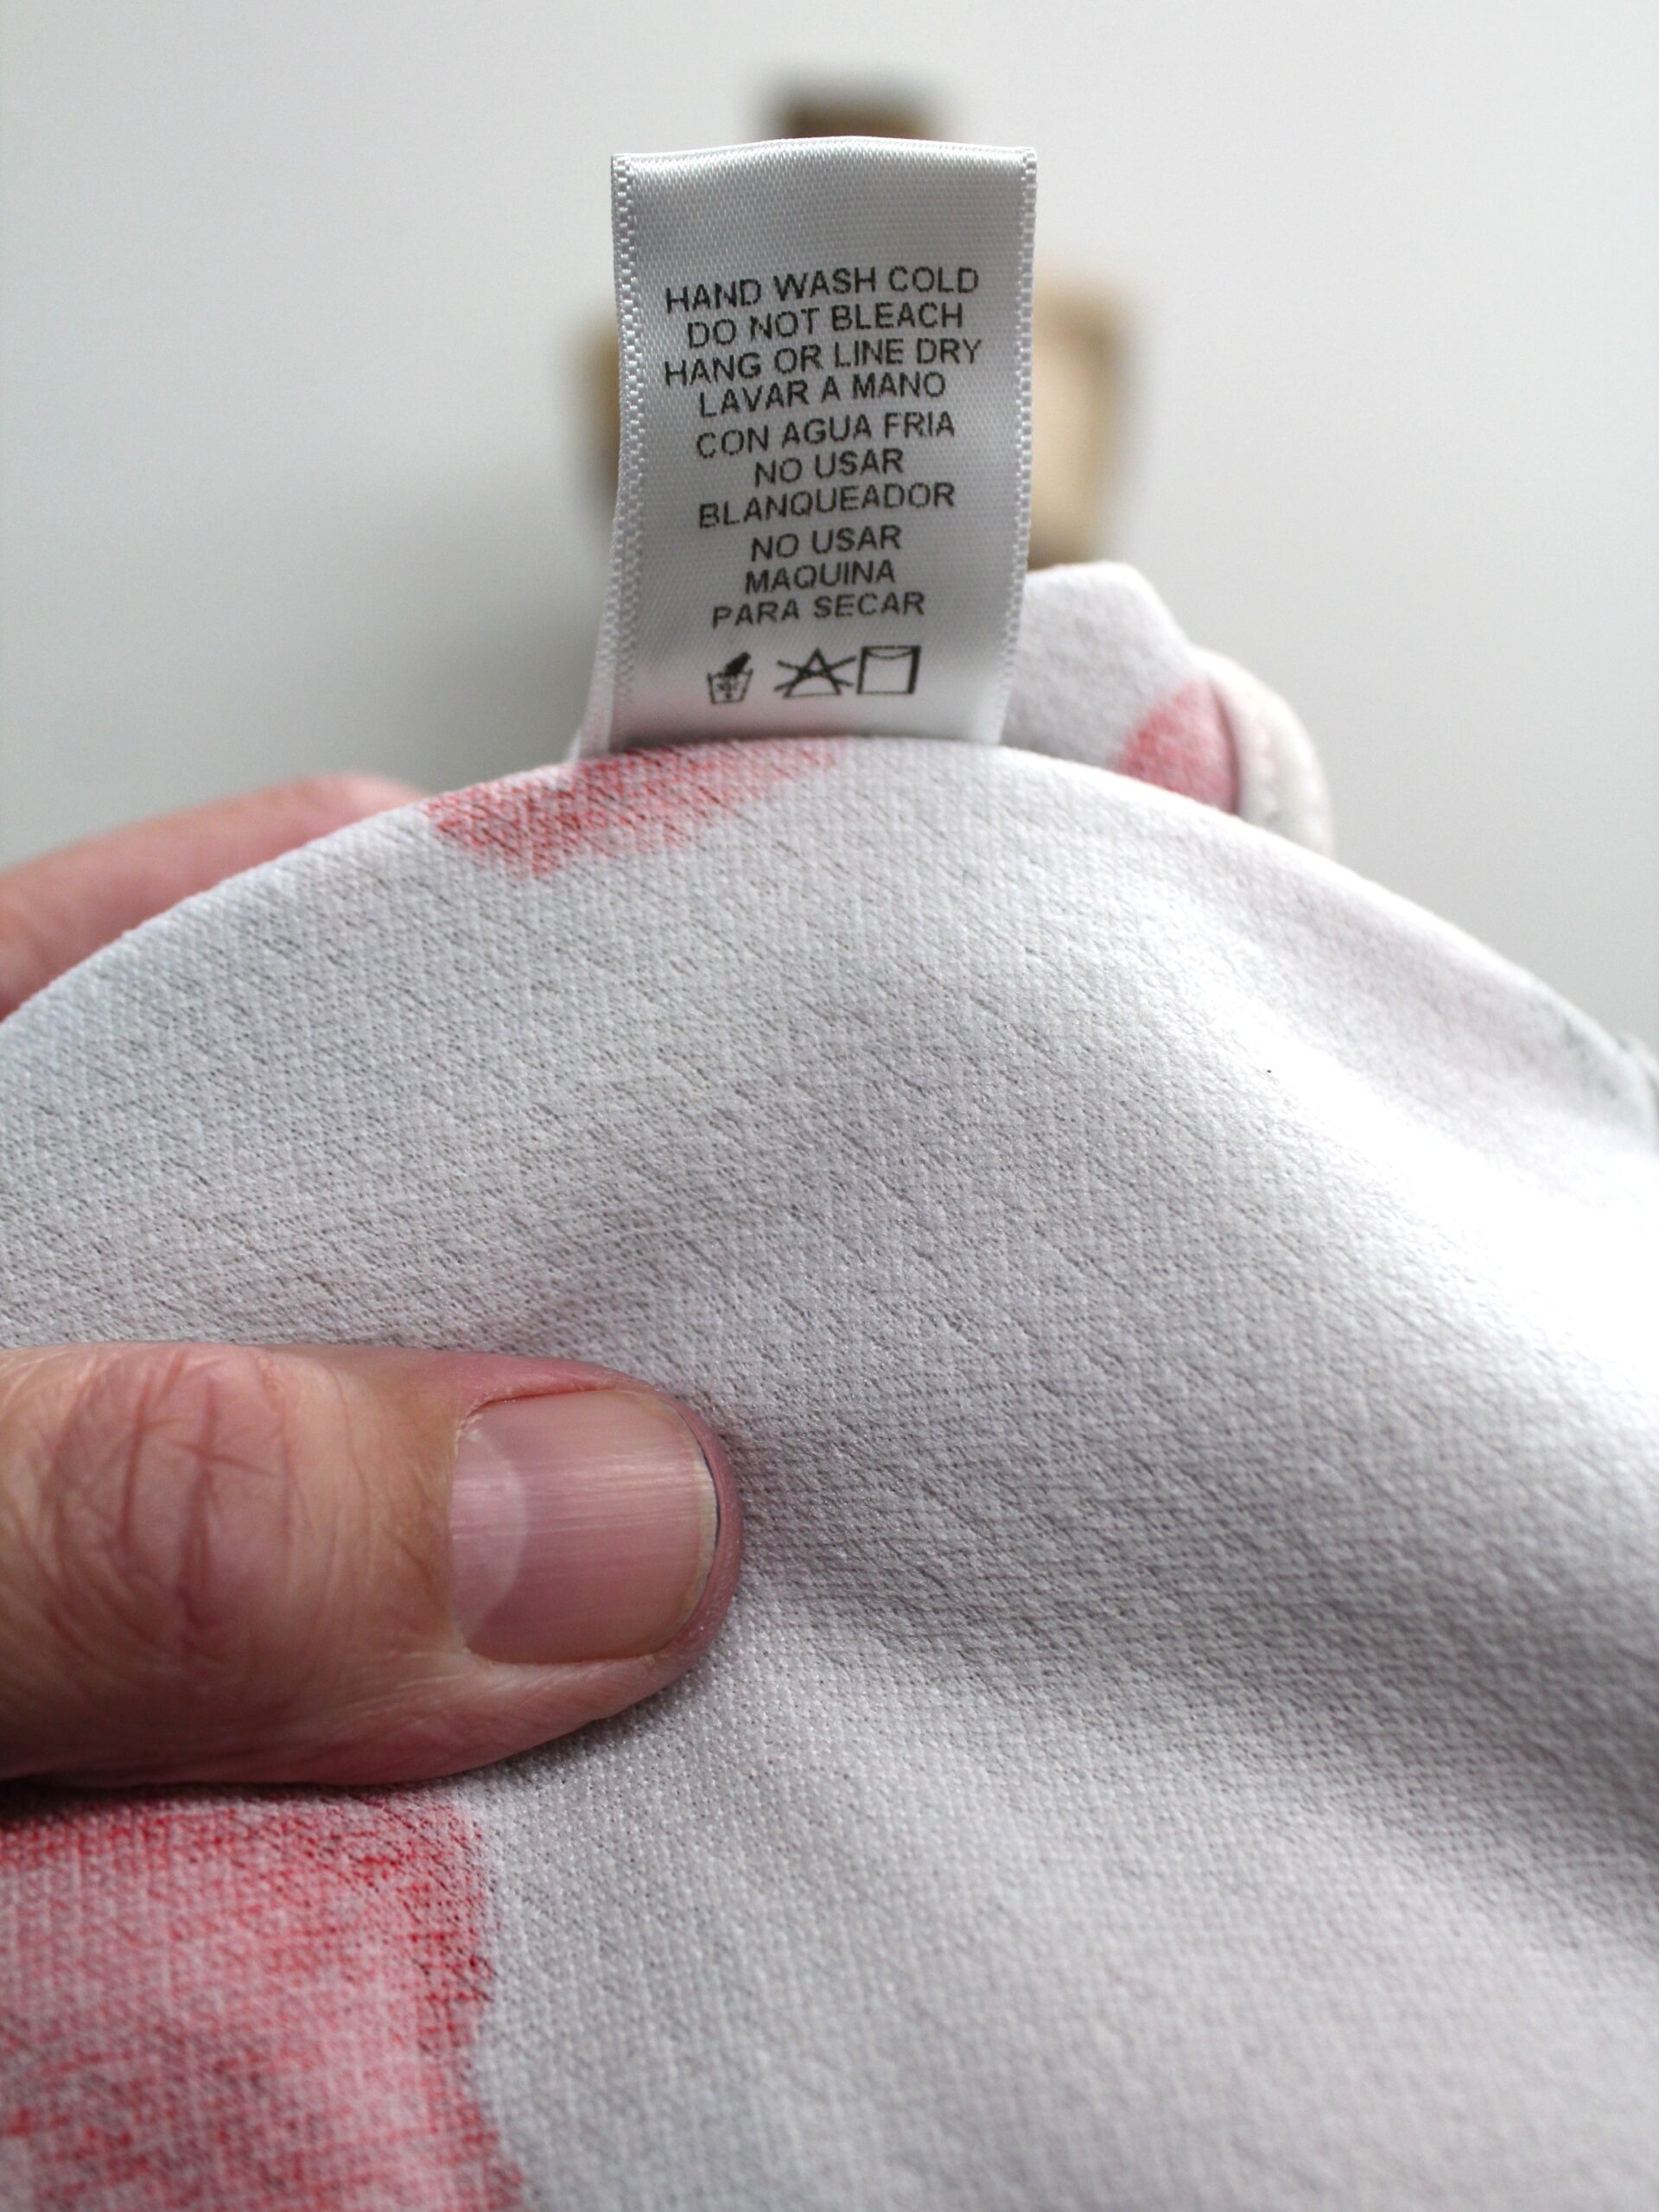 HAND WASH COLD
DO NOT BLEACH
HANG OR LINE DRY
LAVAR A MANO
CON AGUA FRIA
NO USAR
BLANQUEADOR
NO USAR
MAQUINA
PARA SECAR